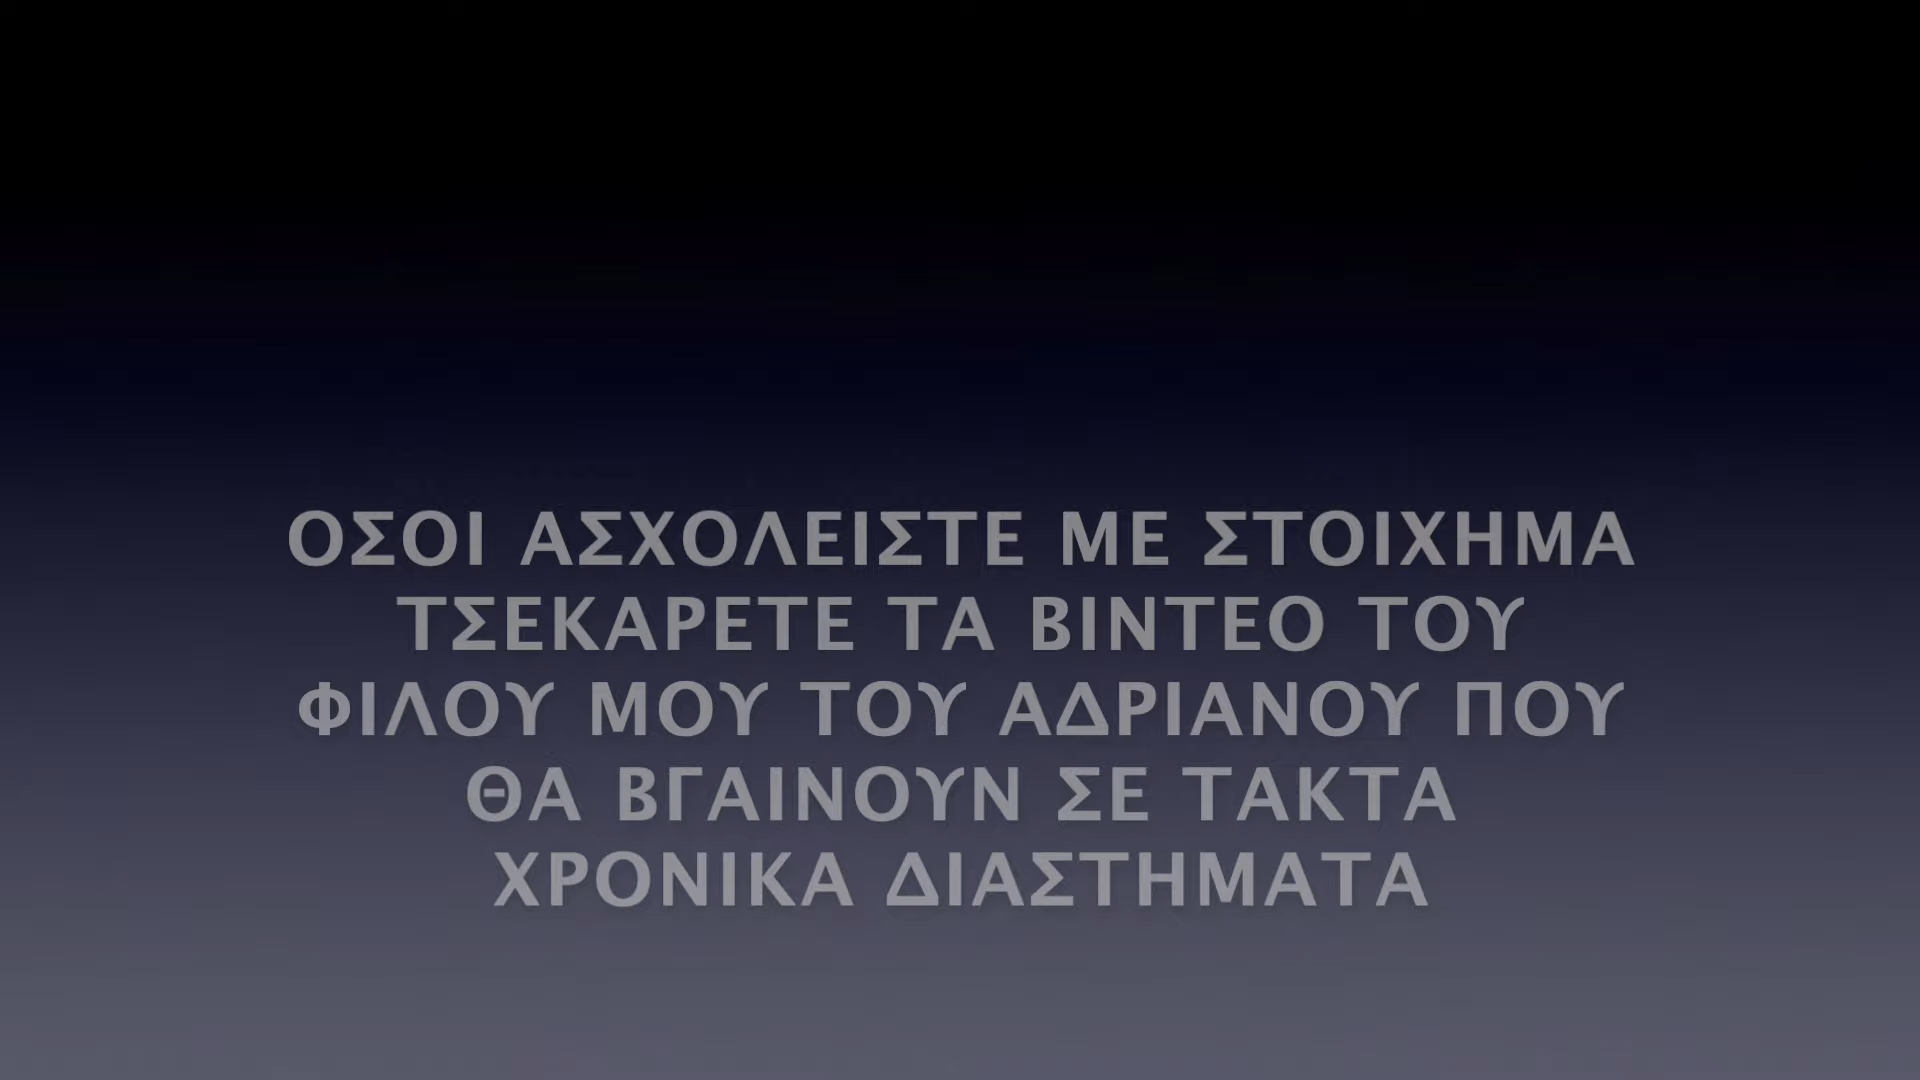 ΟΣΟΙ ΑΣΧΟΛΕΙΣΤΕ ΜΕ ΣΤΟΙΧΗΜΑ
ΤΣΕΚΑΡΕΤΕ ΤΑ ΒΙΝΤΕΟ ΤΟΥ
ΦΙΛΟΥ ΜΟΥ ΤΟΥ ΑΔΡΙΑΝΟΥ ΠΟΥ
ΘΑ ΒΓΑΙΝΟΥΝ ΣΕ ΤΑΚΤΑ
ΧΡΟΝΙΚΑ ΔΙΑΣΤΗΜΑΤΑ